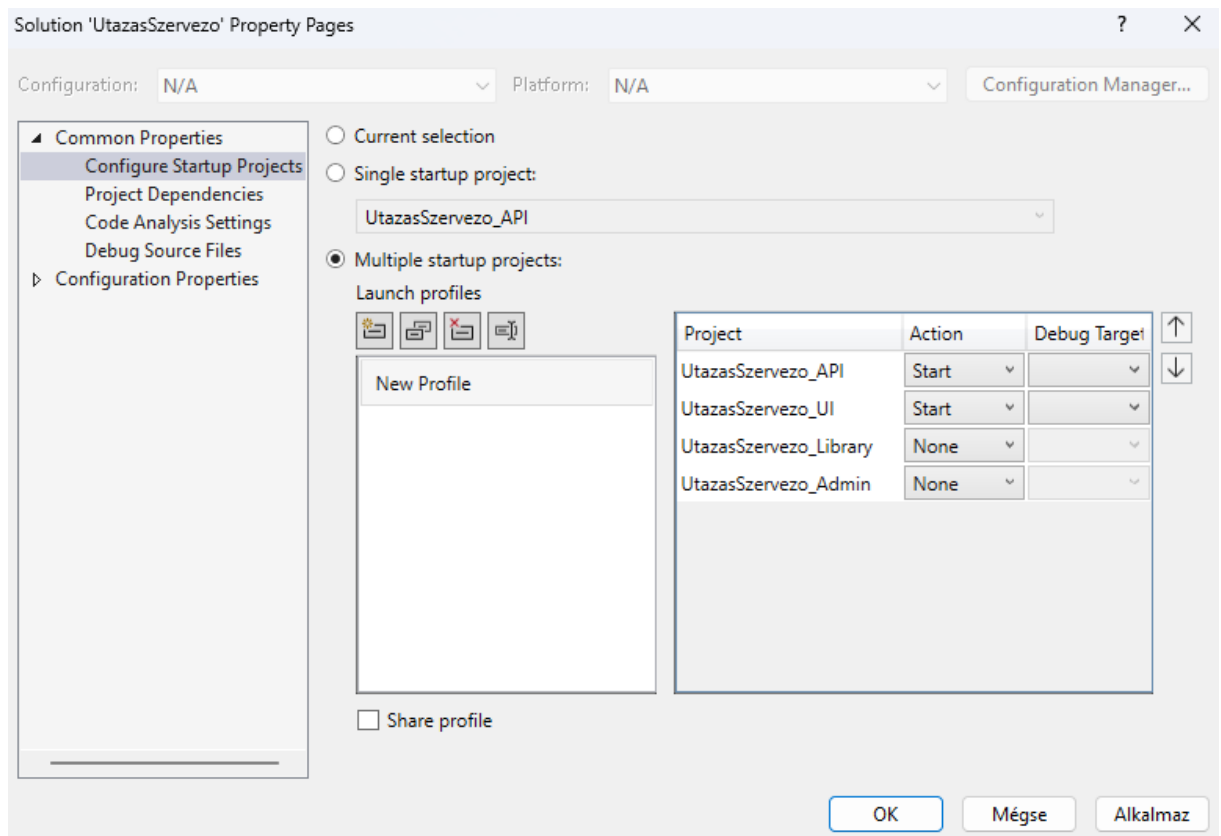 Solution 'UtazasSzervezo' Property Pages
?
Configuration: N/A Platform: N/A Configuration Manager...
Common Properties
Configure Startup Projects
Project Dependencies
Code Analysis Settings
Debug Source Files
Configuration Properties
Current selection
Single startup project:
UtazasSzervezo_API
Multiple startup projects:
Launch profiles
New Profile
Project Action Debug Target
UtazasSzervezo_API Start
UtazasSzervezo_UI Start
UtazasSzervezo_Library None
UtazasSzervezo_Admin None
Share profile
OK Mégse Alkalmaz